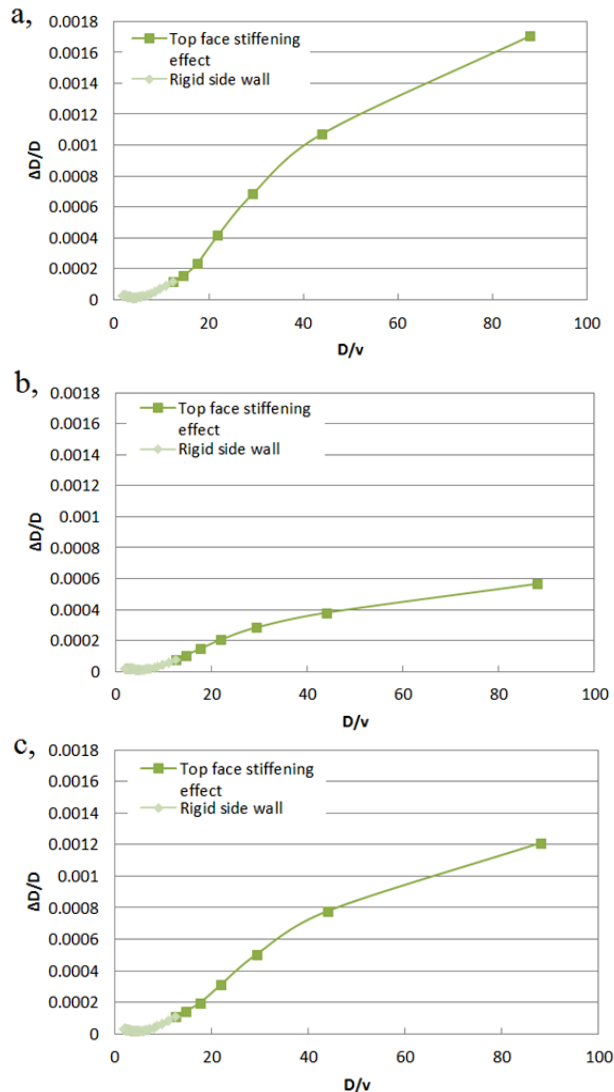 a,
0.0018
0.0016
0.0014
0.0012
0.001
0.0008
0.0006
0.0004
0.0002
0
ΔD/D
Top face stiffening
effect
Rigid side wall
0 20 40 60 80 100
D/v
b,
0.0018
0.0016
0.0014
0.0012
0.001
0.0008
0.0006
0.0004
0.0002
0
ΔD/D
Top face stiffening
effect
Rigid side wall
0 20 40 60 80 100
D/v
c,
0.0018
0.0016
0.0014
0.0012
0.001
0.0008
0.0006
0.0004
0.0002
0
ΔD/D
Top face stiffening
effect
Rigid side wall
0 20 40 60 80 100
D/v